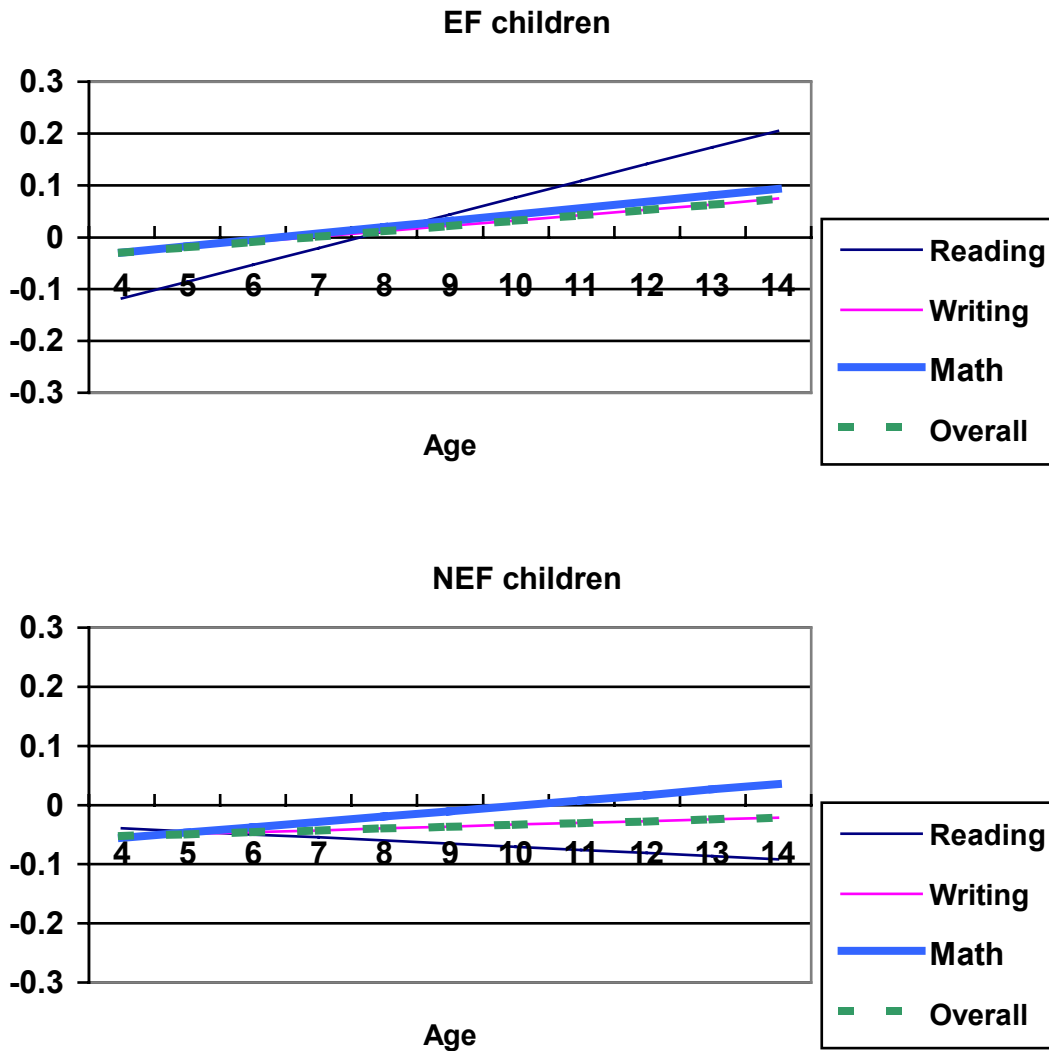 EF children
0.3
0.2
0.1
0
-0.1
-0.2
-0.3
4 5 6 7 8 9 10 11 12 13 14
Age
Reading
Writing
Math
Overall
NEF children
0.3
0.2
0.1
0
-0.1
-0.2
-0.3
4 5 6 7 8 9 10 11 12 13 14
Age
Reading
Writing
Math
Overall